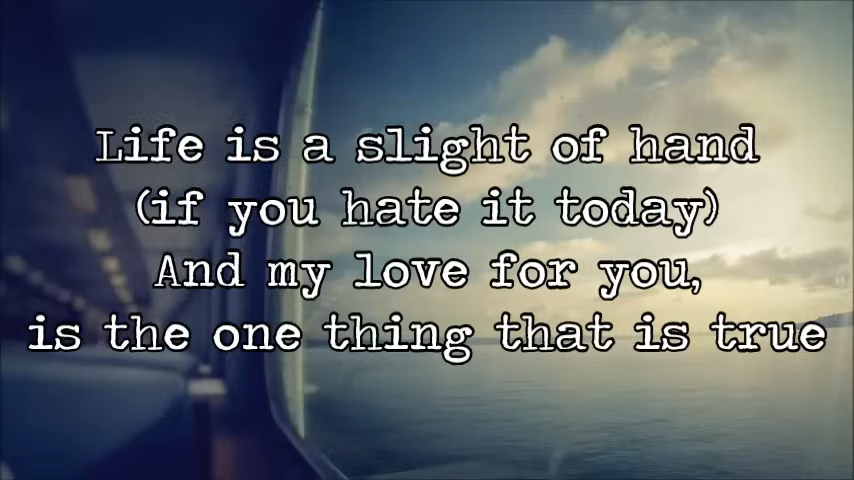 Life is a slight of hand
(if you hate it today)
And my love for you,
is the one thing that is true